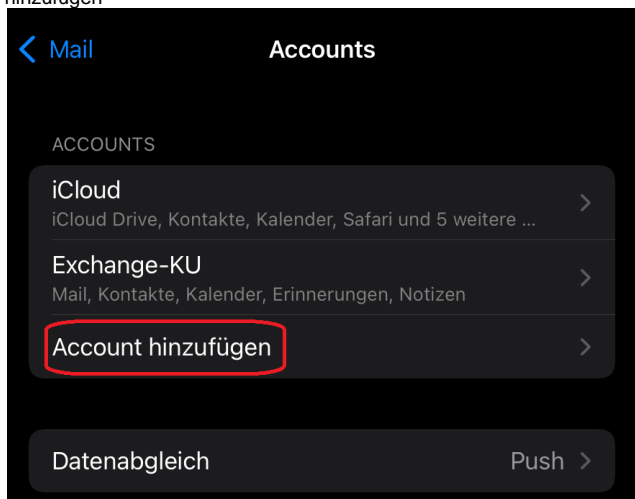 hinzufügen
Mail
Accounts
ACCOUNTS
iCloud
iCloud Drive, Kontakte, Kalender, Safari und 5 weitere ...
Exchange-KU
Mail, Kontakte, Kalender, Erinnerungen, Notizen
Account hinzufügen
Datenabgleich
Push